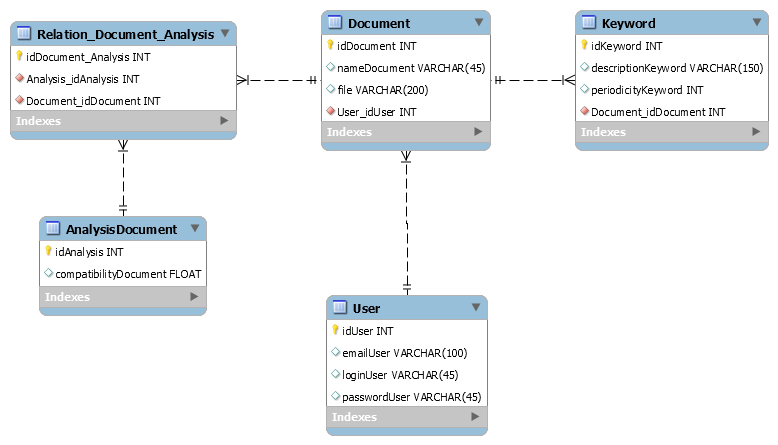 Relation_Document_Analysis
idDocument_Analysis INT
Analysis_idAnalysis INT
Document_idDocument INT
Indexes
Document
idDocument INT
nameDocument VARCHAR(45)
file VARCHAR(200)
User_idUser INT
Indexes
Keyword
idKeyword INT
descriptionKeyword VARCHAR(150)
periodicityKeyword INT
Document_idDocument INT
Indexes
AnalysisDocument
idAnalysis INT
compatibilityDocument FLOAT
Indexes
User
idUser INT
emailUser VARCHAR(100)
loginUser VARCHAR(45)
passwordUser VARCHAR(45)
Indexes